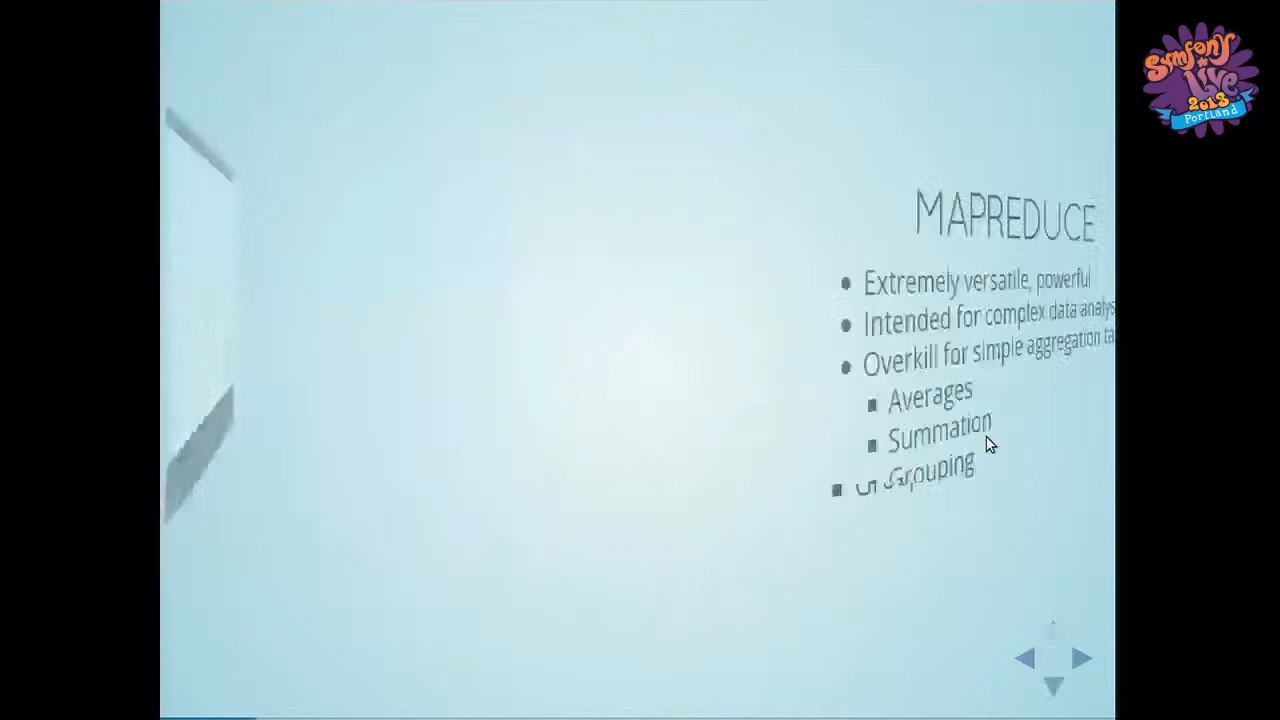 Symfony
Live
2013
Portland
MAPREDUCE
Extremely versatile, powerful
Intended for complex data
Overkill for simple aggregation
Averages
Summation
Grouping